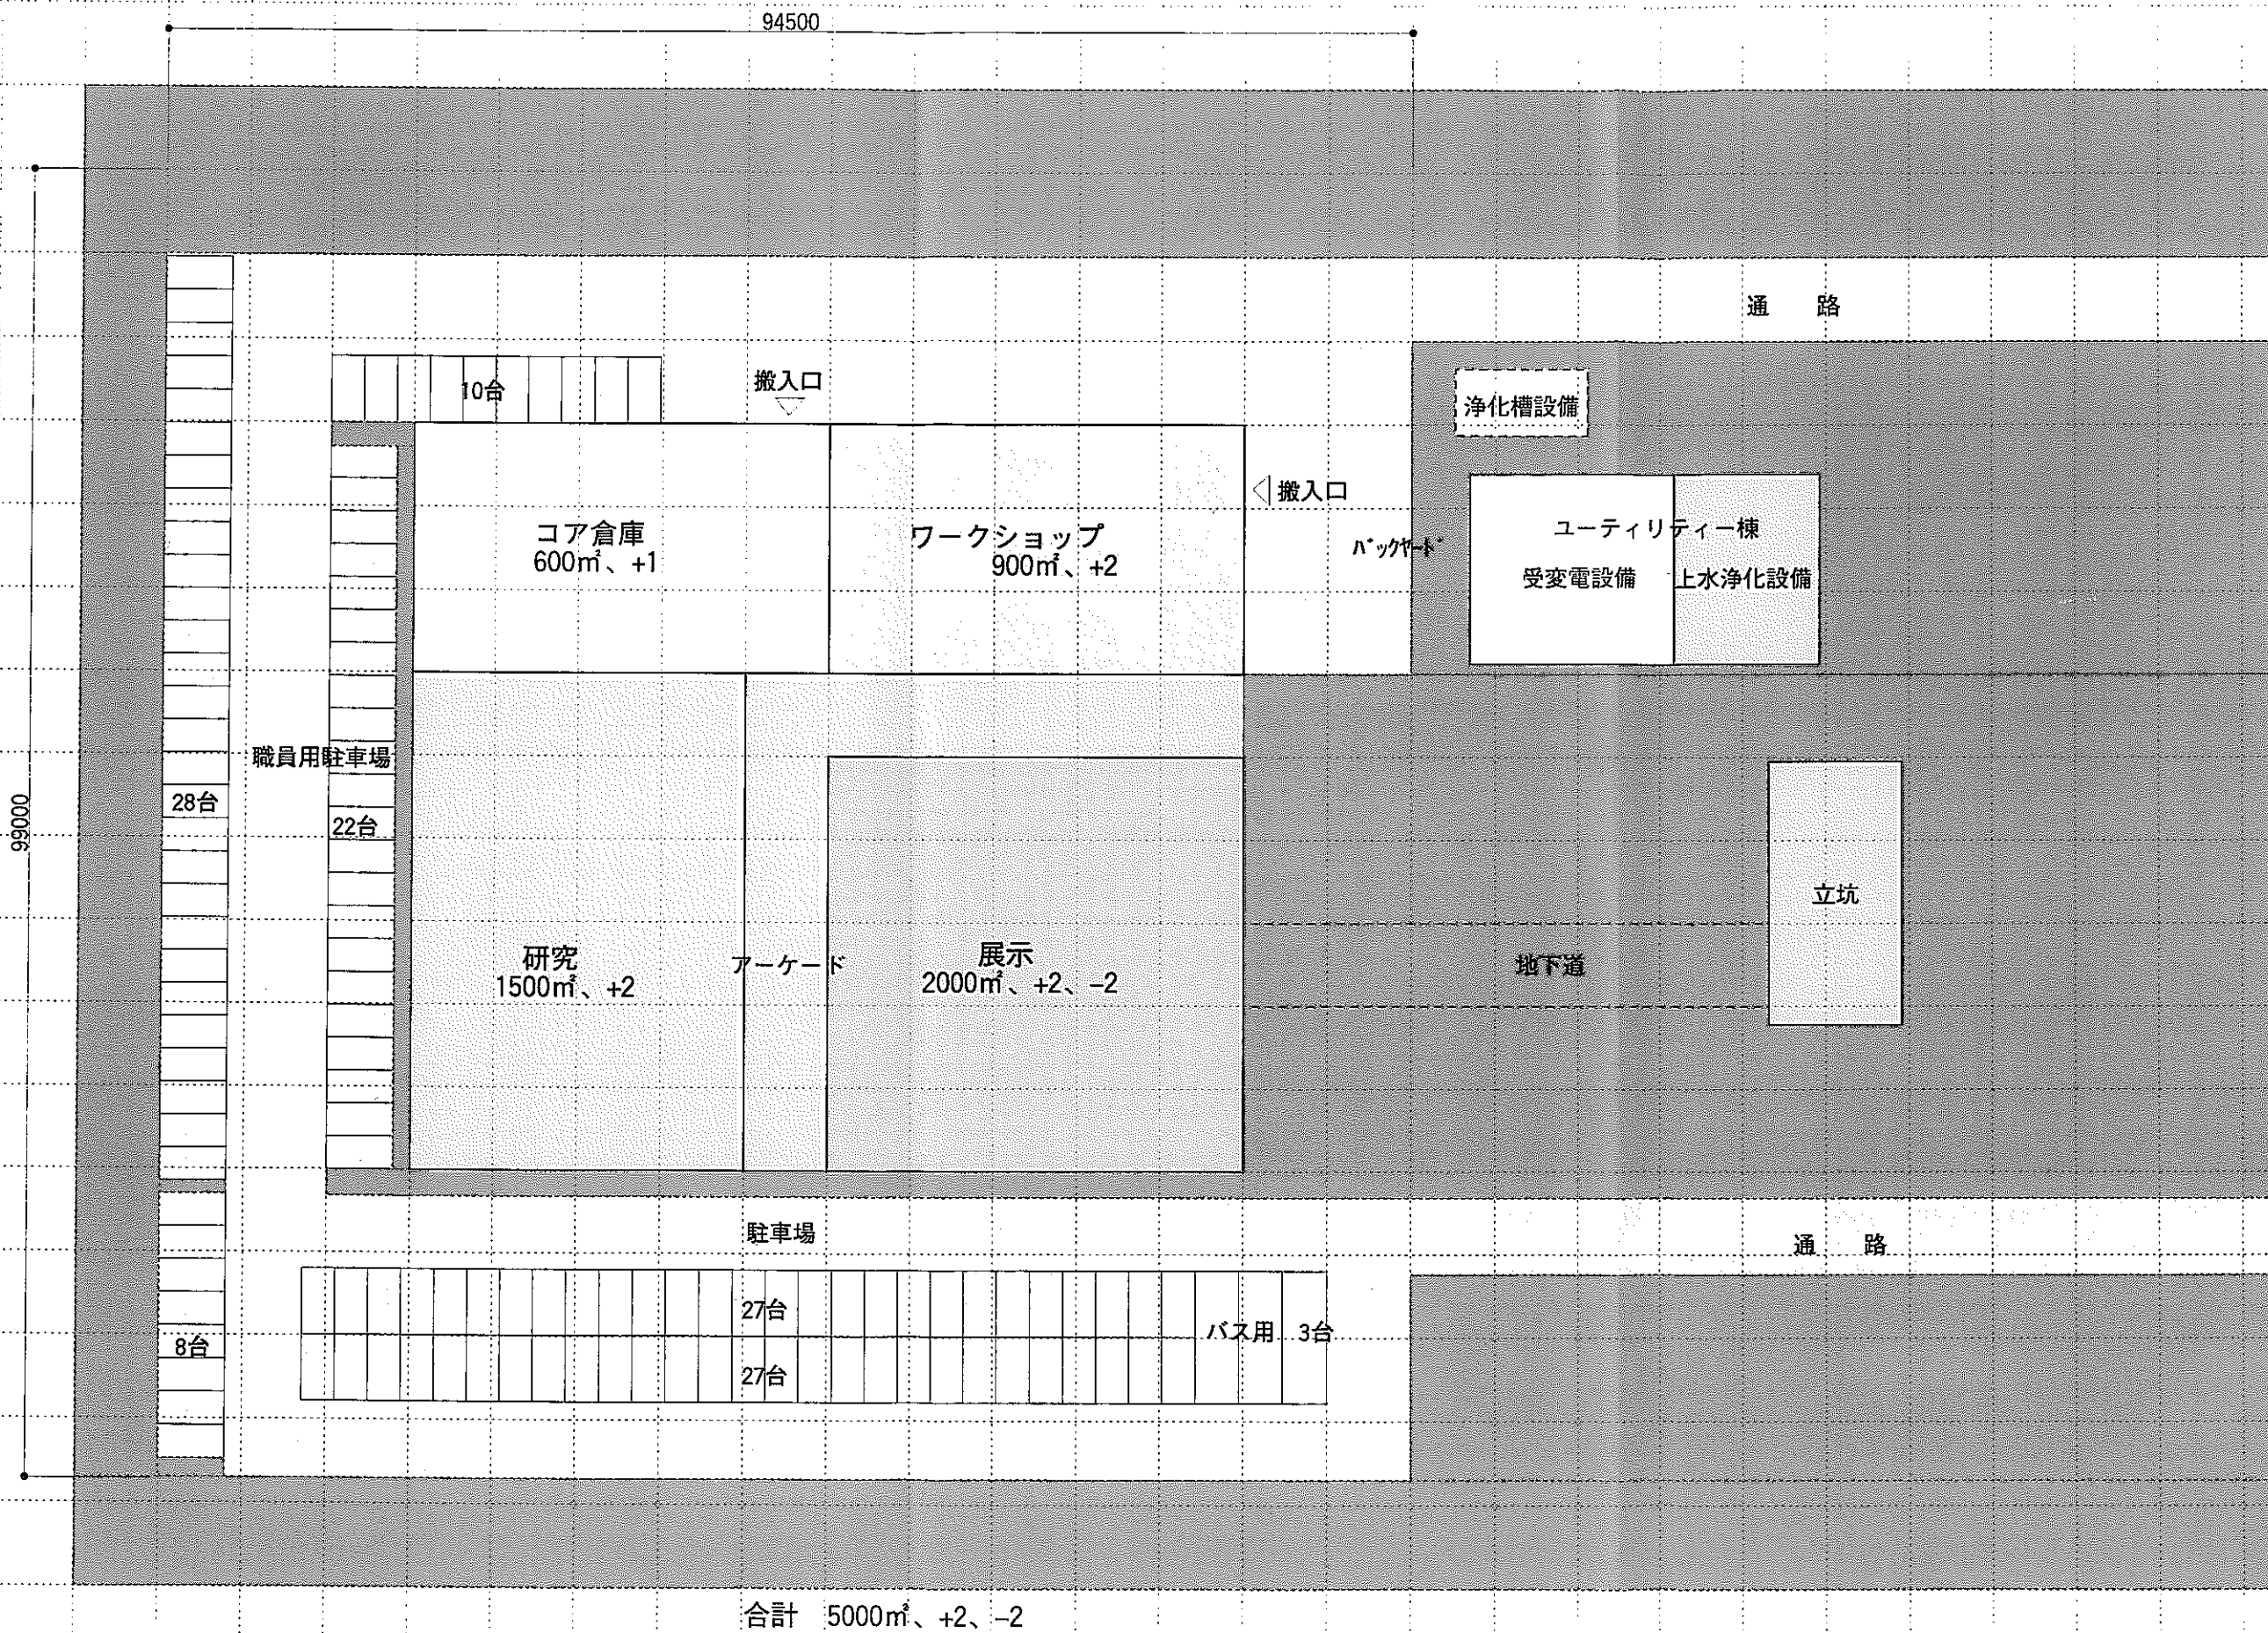 94500
通　路
10台
搬入口
浄化槽設備
搬入口
コア倉庫
600㎡、+1
ワークショップ
900㎡、+2
バックヤード
ユーティリティー棟
受変電設備
上水浄化設備
職員用駐車場
28台
22台
99000
立坑
研究
1500㎡、+2
アーケード
展示
2000㎡、+2、-2
地下道
駐車場
通　路
27台
バス用　3台
8台
27台
合計　5000㎡、+2、-2